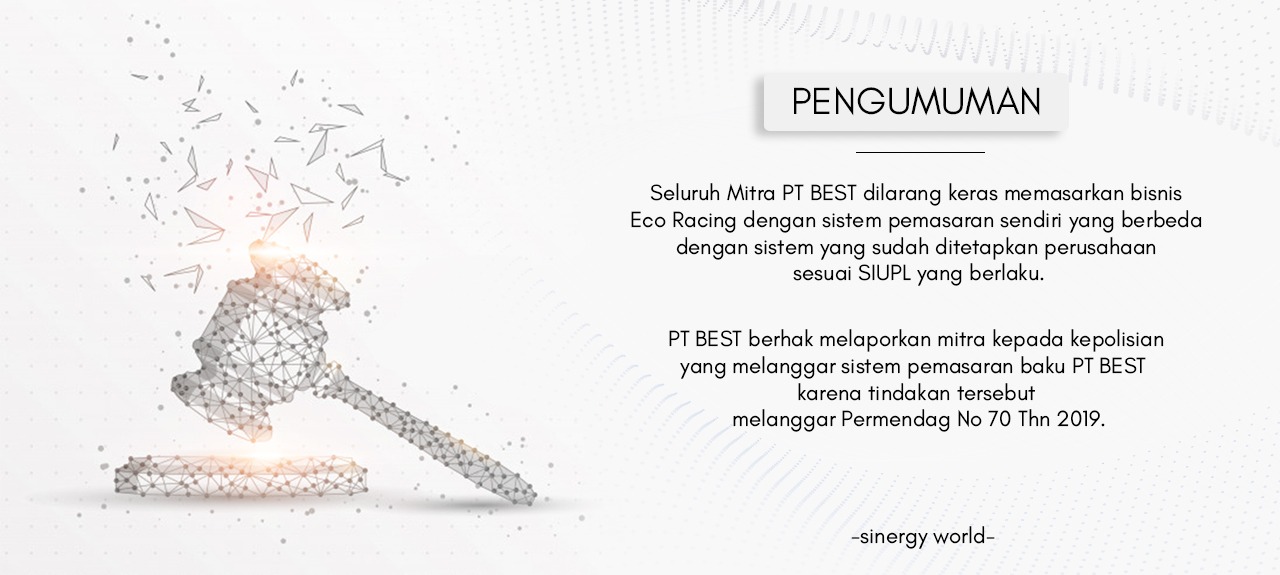 PENGUMUMAN
Seluruh Mitra PT BEST dilarang keras memasarkan bisnis
Eco Racing dengan sistem pemasaran sendiri yang berbeda
dengan sistem yang sudah ditetapkan perusahaan
sesuai SIUPL yang berlaku.
PT BEST berhak melaporkan mitra kepada kepolisian
yang melanggar sistem pemasaran baku PT BEST
karena tindakan tersebut
melanggar Permendag No 70 Thn 2019.
-sinergy world-